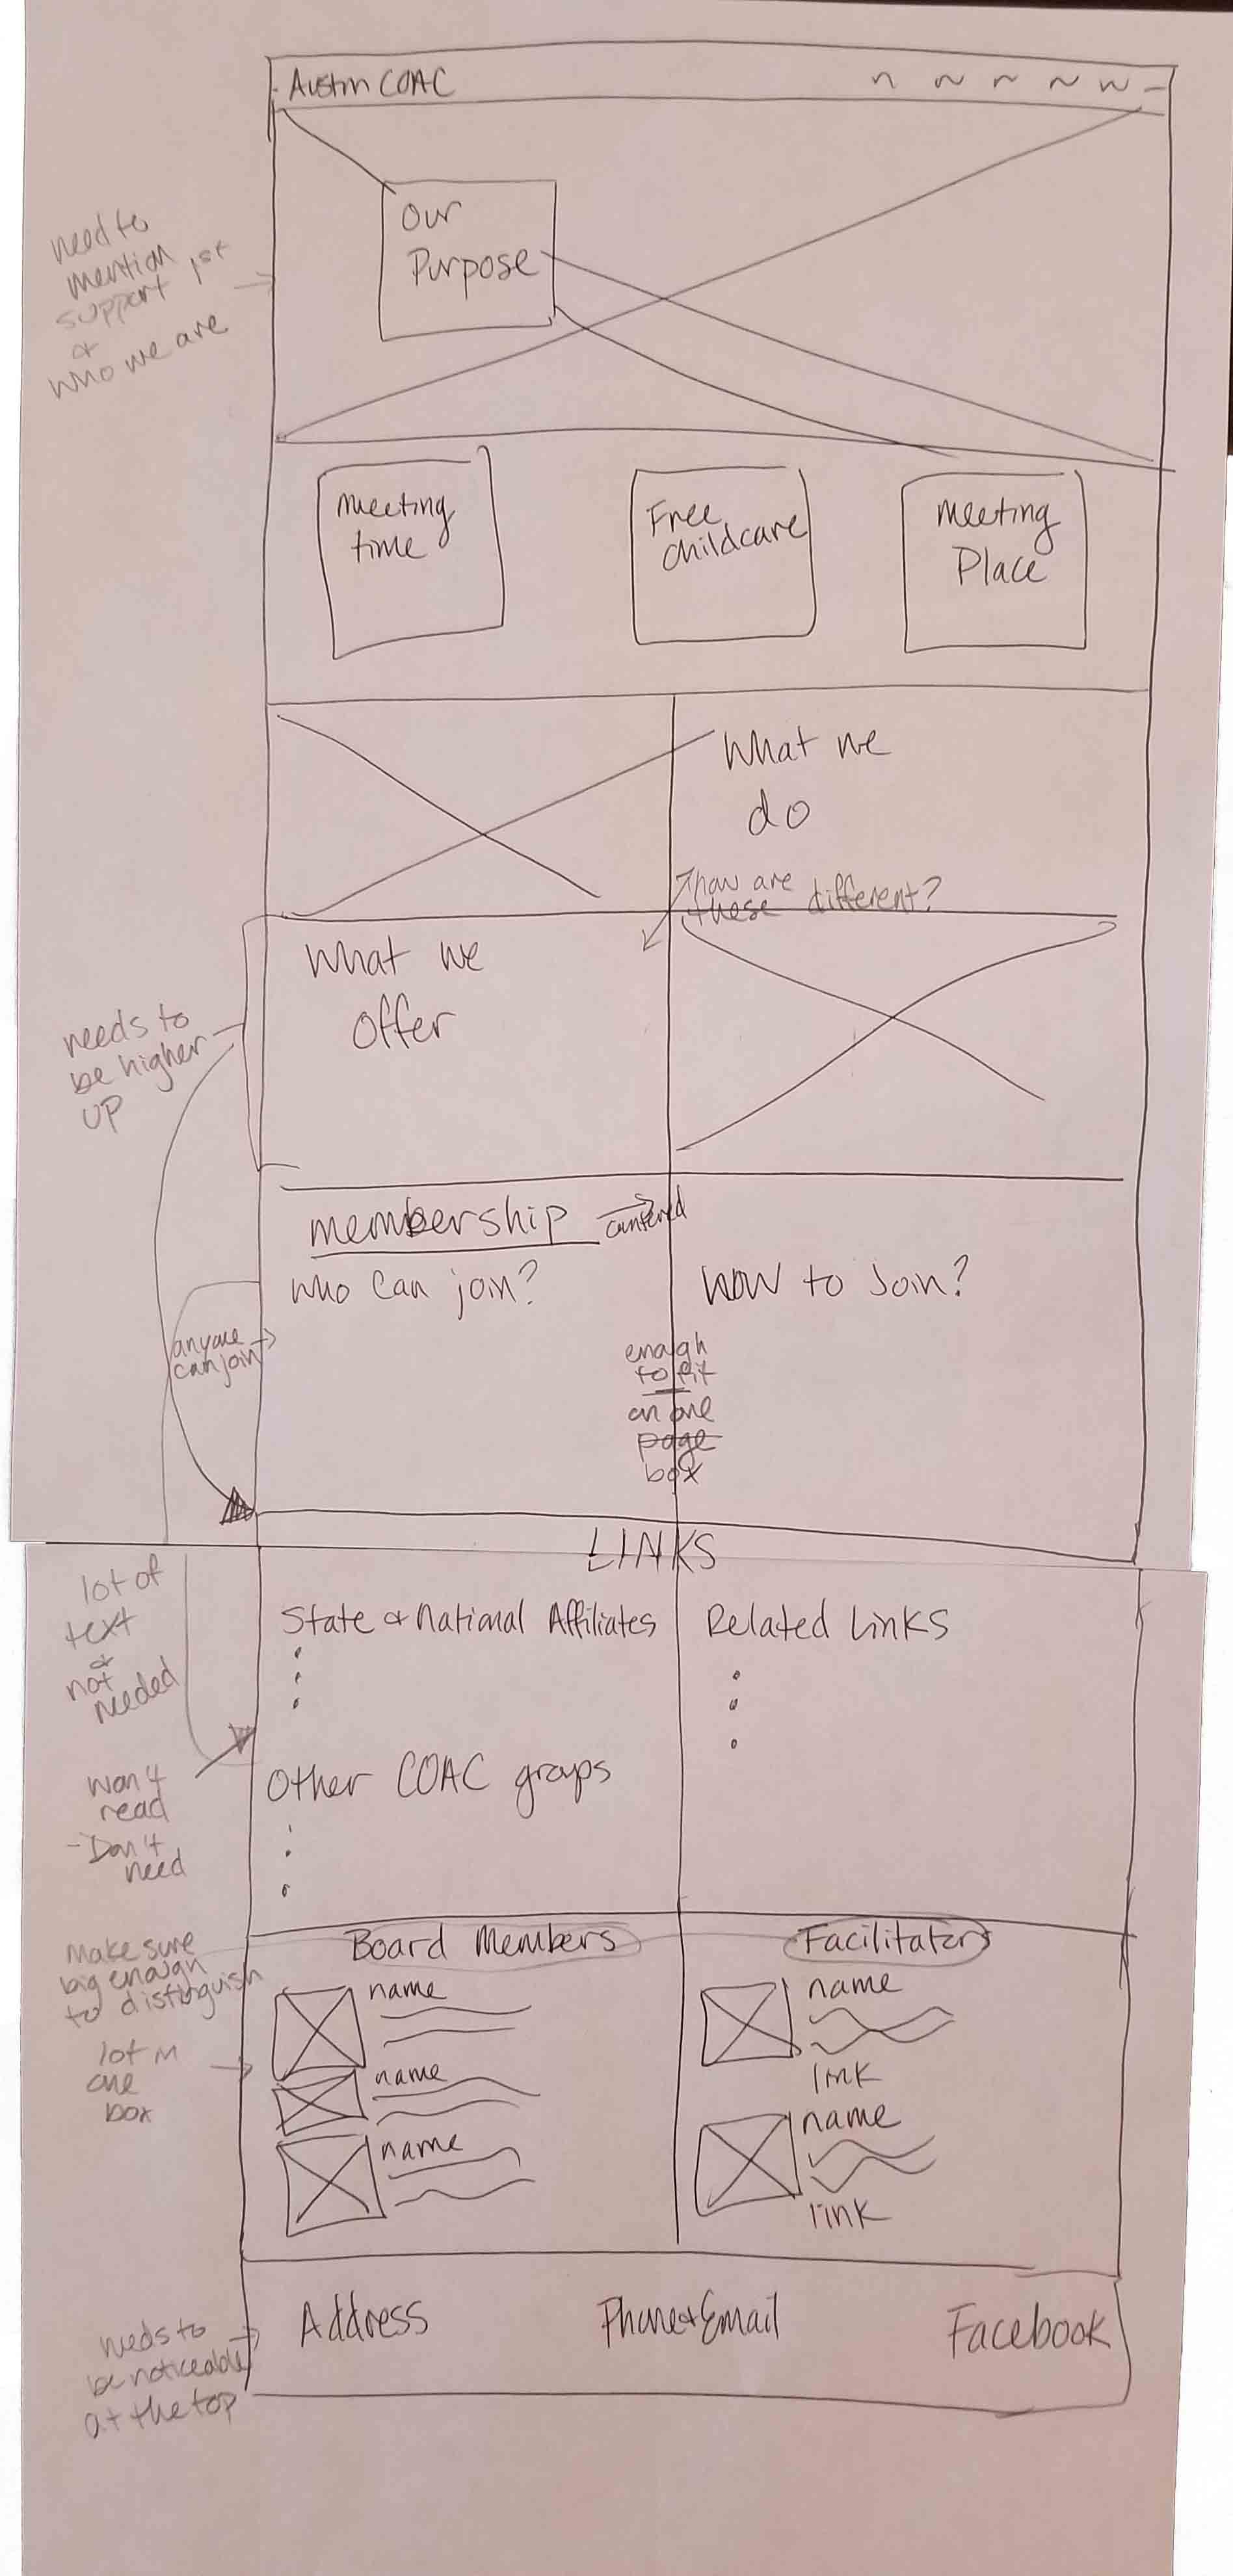 Austin COAC
need to
mention
support 1st
&
who we are
Our
Purpose
Meeting
time
Free
childcare
Meeting
Place
What we
do
how are
these different?
What we
Offer
needs to
be higher
up
membership
centered
Who can join?
How to Join?
anyone
can join
enough
to fit
on one
page
box
LINKS
lot of
text
&
not
needed
State & National Affiliates
Related Links
Won't
read
- Don't
need
Other COAC groups
Make sure
big enough
to distinguish
Board Members
Facilitator
name
name
name
name
link
name
link
lot in
one
box
Address
Phone & Email
Facebook
needs to
be noticeable
at the top